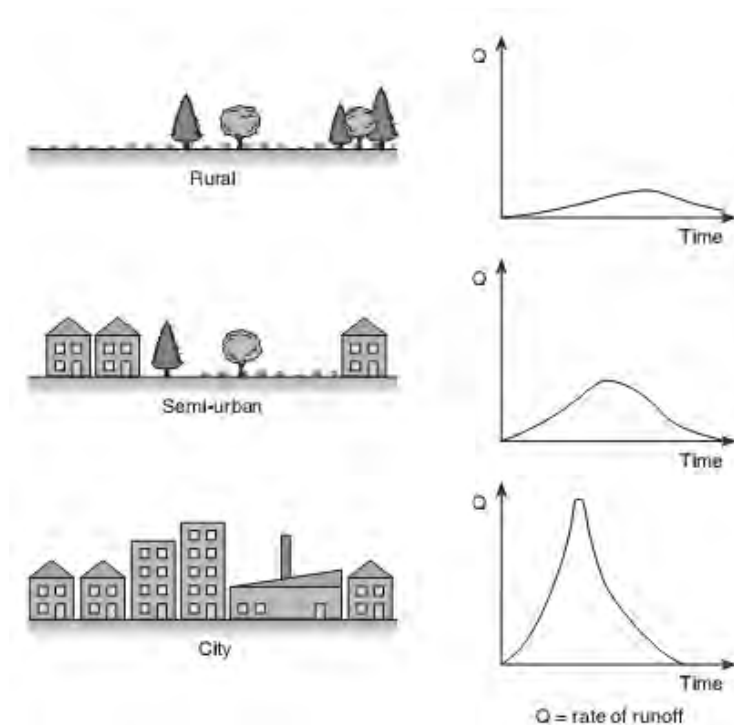 Q
Time
Rural
Q
Time
Semi-urban
Q
Time
City
Q = rate of runoff